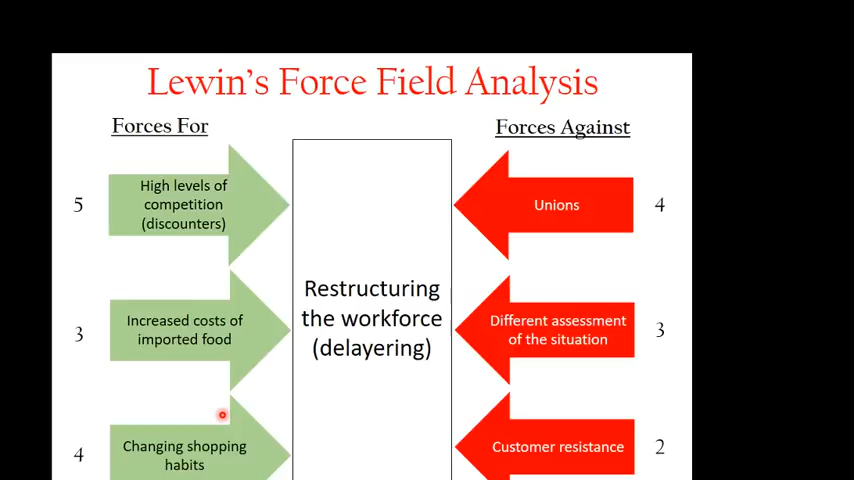 Lewin's Force Field Analysis
Forces For
Forces Against
5
High levels of
competition
(discounters)
Unions
4
3
Increased costs of
imported food
Restructuring
the workforce
(delayering)
Different assessment
of the situation
3
4
Changing shopping
habits
Customer resistance
2